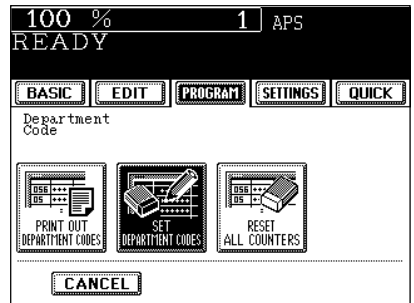 100 % 1 APS
READY
BASIC EDIT PROGRAM SETTINGS QUICK
Department
Code
PRINT OUT
DEPARTMENT CODES
SET
DEPARTMENT CODES
RESET
ALL COUNTERS
CANCEL